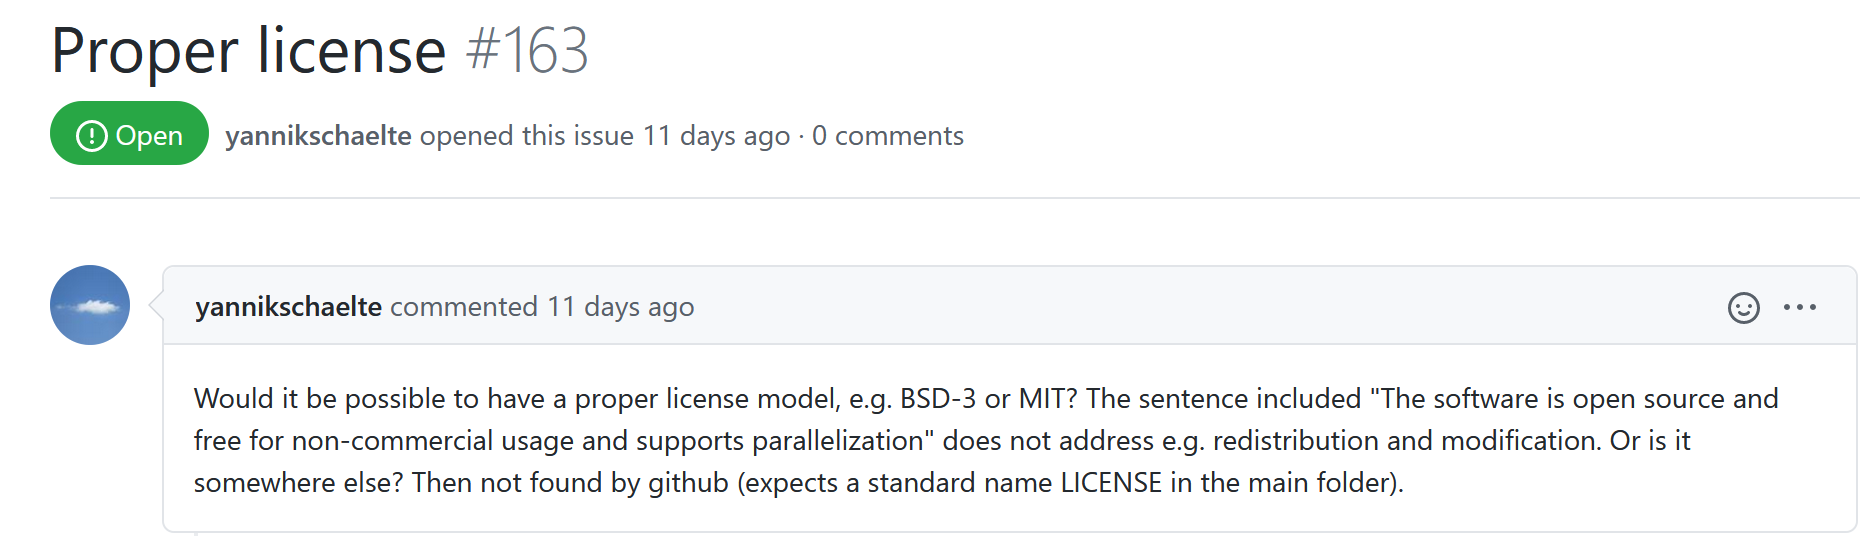 Proper license #163
Open yannikschaelte opened this issue 11 days ago · 0 comments
yannikschaelte commented 11 days ago
Would it be possible to have a proper license model, e.g. BSD-3 or MIT? The sentence included "The software is open source and
free for non-commercial usage and supports parallelization" does not address e.g. redistribution and modification. Or is it
somewhere else? Then not found by github (expects a standard name LICENSE in the main folder).